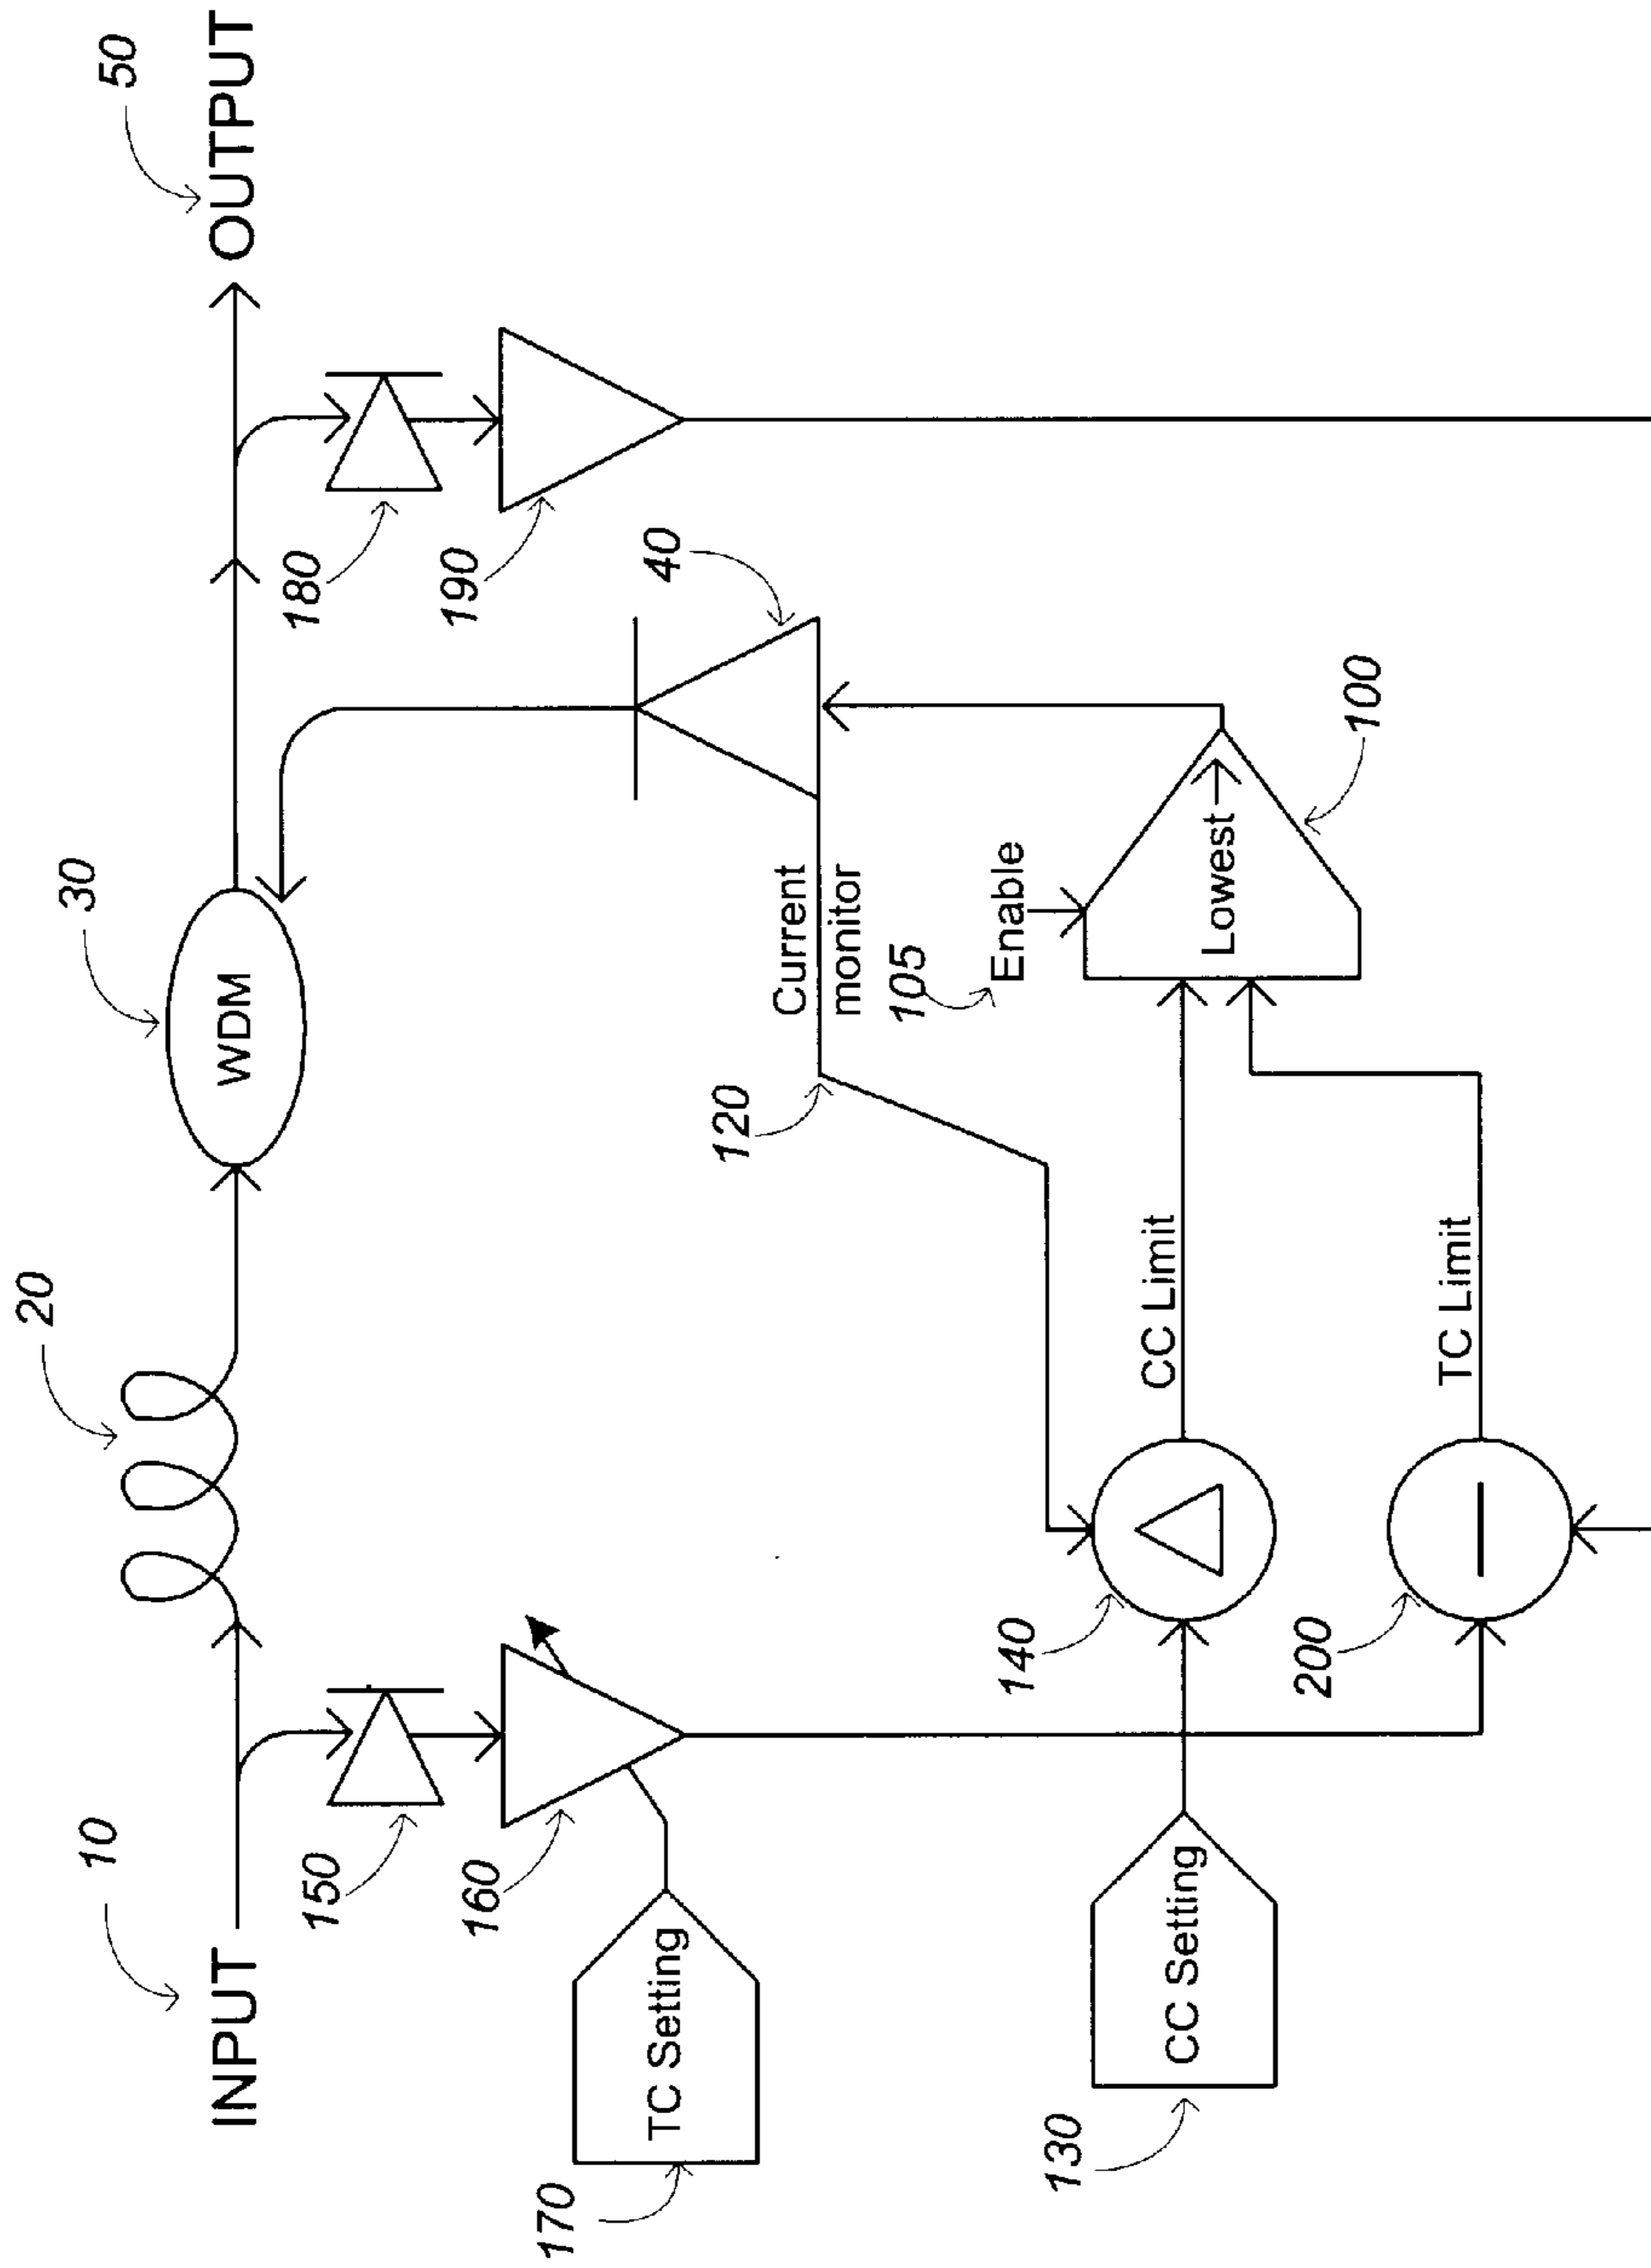 10
INPUT
20
30
WDM
50
OUTPUT
150
180
160
190
170
TC Setting
40
120
Current
monitor
105
Enable
130
CC Setting
140
CC Limit
Lowest
100
200
TC Limit